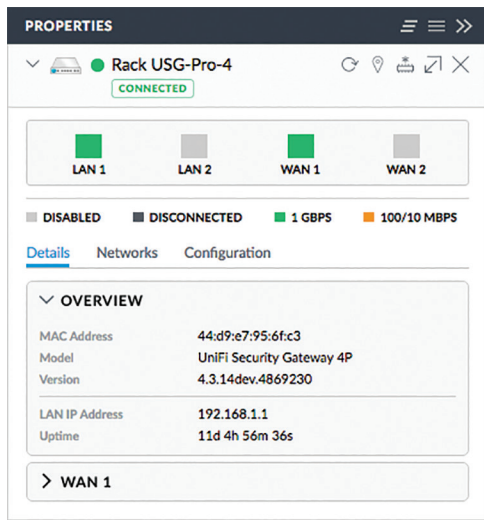 PROPERTIES
Rack USG-Pro-4
CONNECTED
LAN 1 LAN 2 WAN 1 WAN 2
DISABLED DISCONNECTED 1 GBPS 100/10 MBPS
Details Networks Configuration
OVERVIEW
MAC Address 44:d9:e7:95:6f:c3
Model UniFi Security Gateway 4P
Version 4.3.14dev.4869230
LAN IP Address 192.168.1.1
Uptime 11d 4h 56m 36s
WAN 1